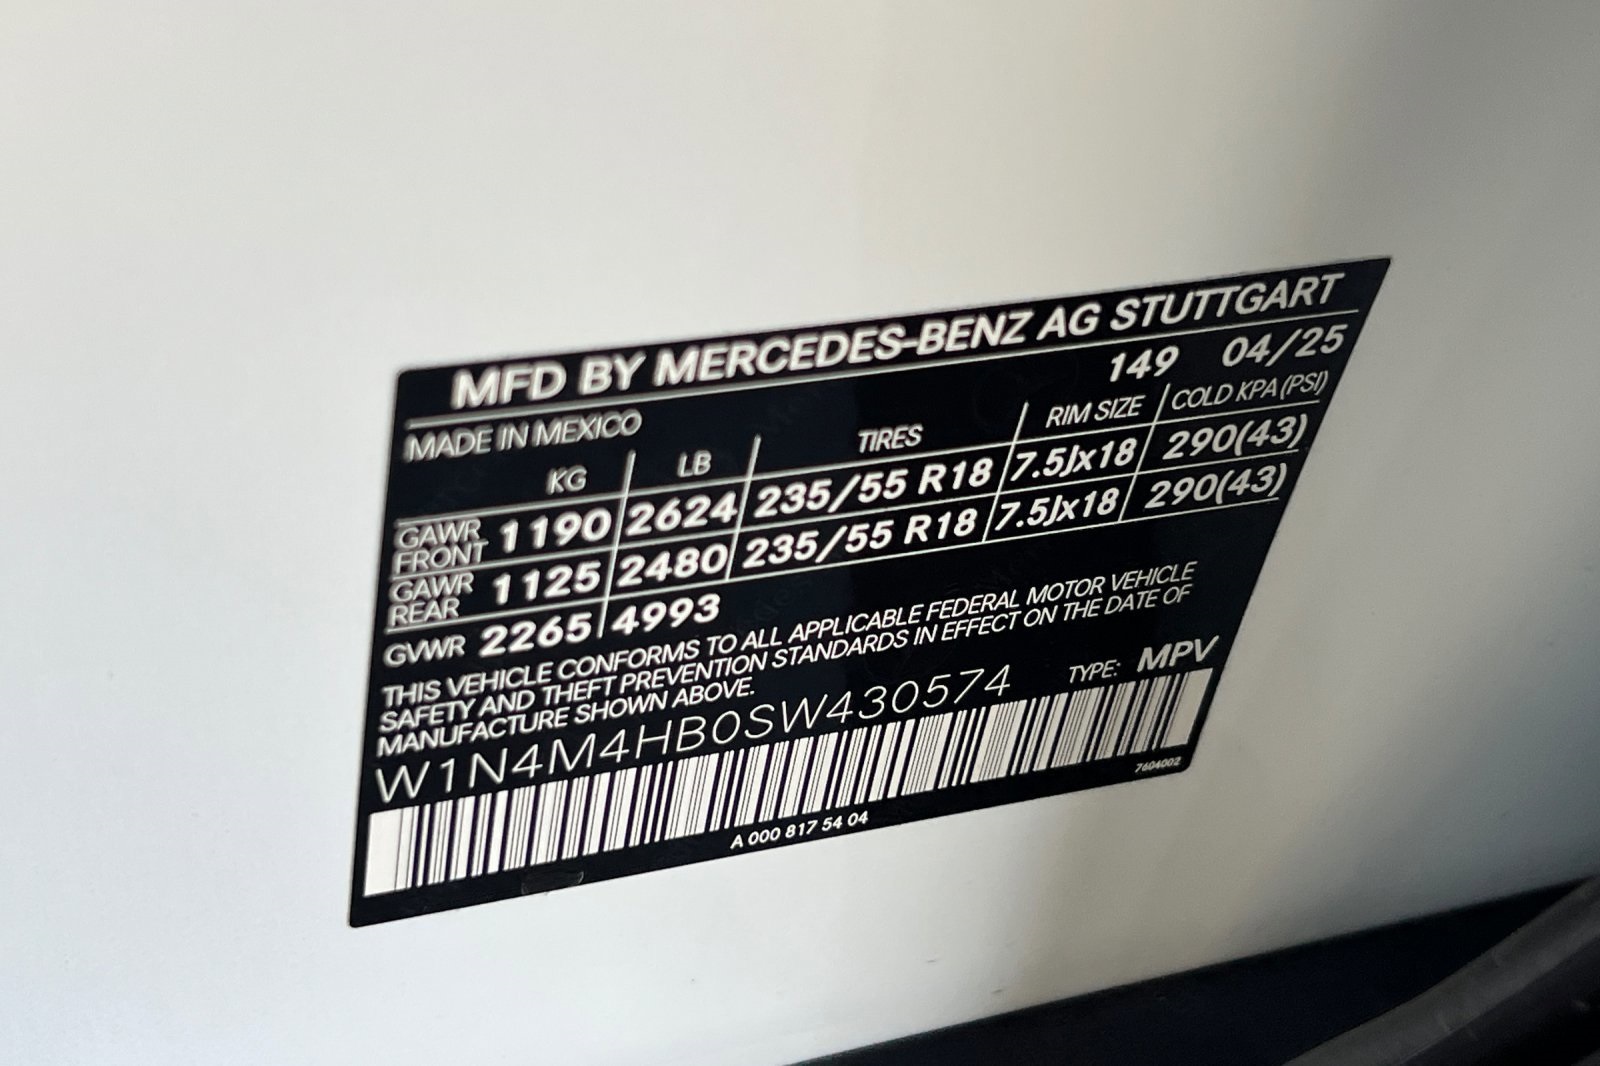 MFD BY MERCEDES-BENZ AG STUTTGART
149 04/25
MADE IN MEXICO
KG LB TIRES RIM SIZE COLD KPA (PSI)
GAWR FRONT 1190 2624 235/55 R18 7.5Jx18 290(43)
GAWR REAR 1125 2480 235/55 R18 7.5Jx18 290(43)
GVWR 2265 4993
THIS VEHICLE CONFORMS TO ALL APPLICABLE FEDERAL MOTOR VEHICLE
SAFETY AND THEFT PREVENTION STANDARDS IN EFFECT ON THE DATE OF
MANUFACTURE SHOWN ABOVE.
W1N4M4HB0SW430574 TYPE: MPV
7604002
A 000 817 54 04